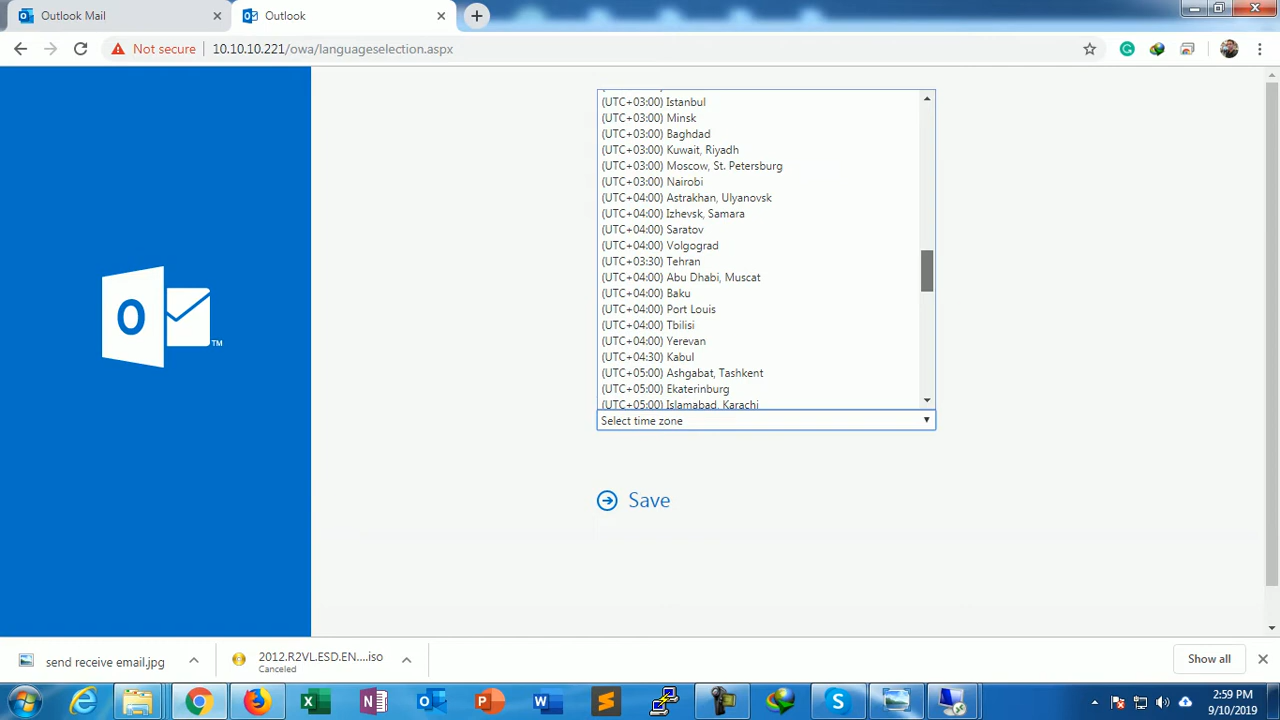 Outlook Mail
Outlook
Not secure
10.10.10.221/owa/languageselection.aspx
(UTC+03:00) Istanbul
(UTC+03:00) Minsk
(UTC+03:00) Baghdad
(UTC+03:00) Kuwait, Riyadh
(UTC+03:00) Moscow, St. Petersburg
(UTC+03:00) Nairobi
(UTC+04:00) Astrakhan, Ulyanovsk
(UTC+04:00) Izhevsk, Samara
(UTC+04:00) Saratov
(UTC+04:00) Volgograd
(UTC+03:30) Tehran
(UTC+04:00) Abu Dhabi, Muscat
(UTC+04:00) Baku
(UTC+04:00) Port Louis
(UTC+04:00) Tbilisi
(UTC+04:00) Yerevan
(UTC+04:30) Kabul
(UTC+05:00) Ashgabat, Tashkent
(UTC+05:00) Ekaterinburg
(UTC+05:00) Islamabad, Karachi
Select time zone
Save
TM
send receive email.jpg
2012.R2VL.ESD.EN....iso
Canceled
Show all
2:59 PM
9/10/2019